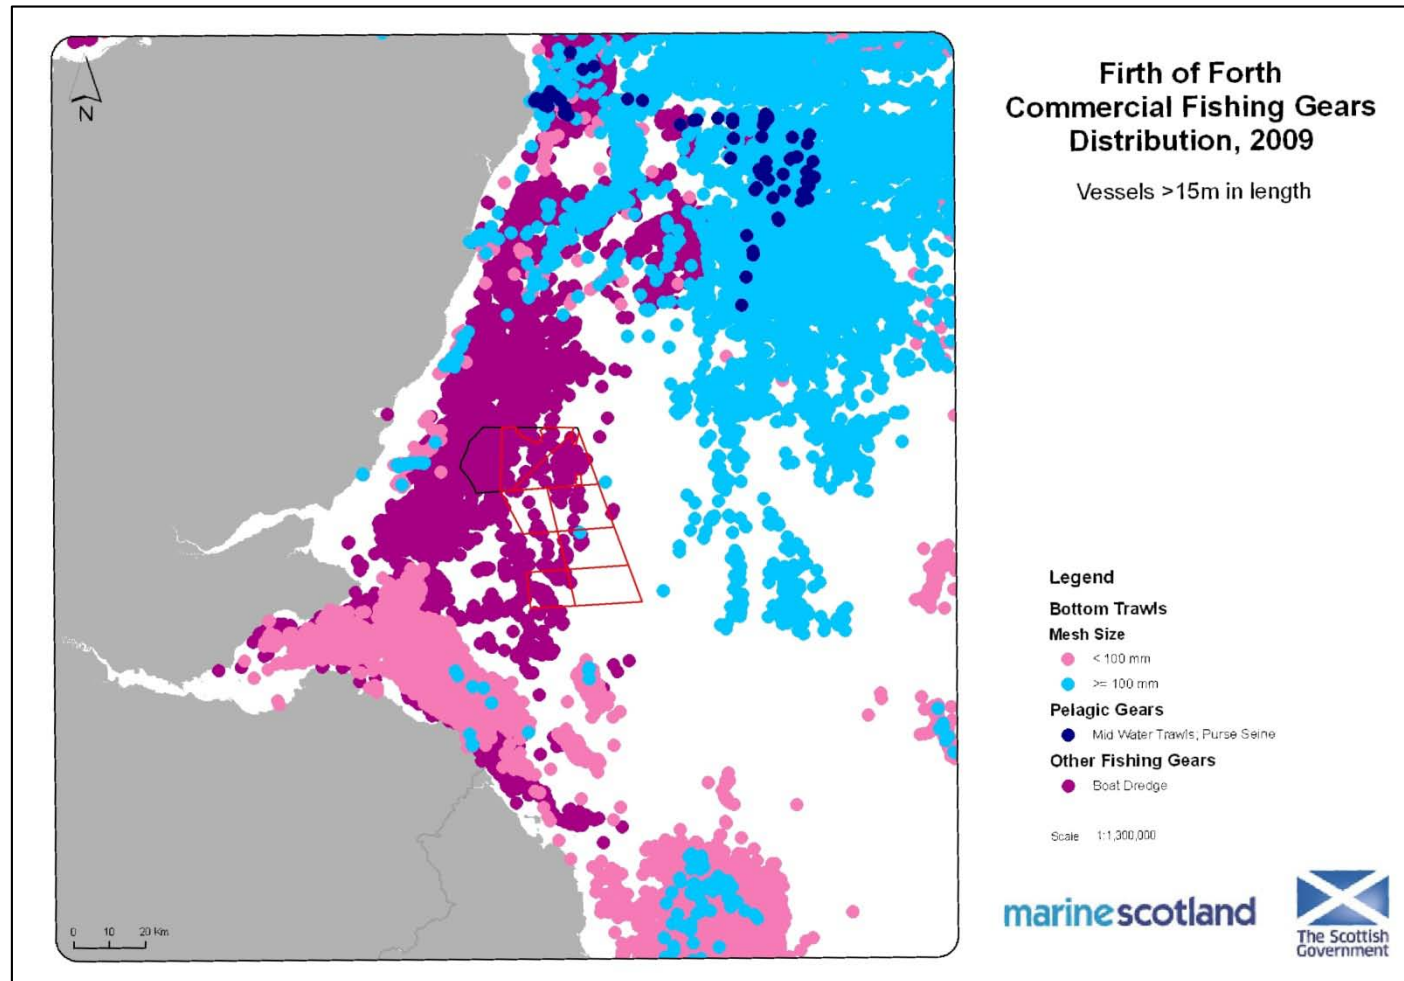 N
Firth of Forth
Commercial Fishing Gears
Distribution, 2009
Vessels >15m in length
Legend
Bottom Trawls
Mesh Size
< 100 mm
>= 100 mm
Pelagic Gears
Mid Water Trawls; Purse Seine
Other Fishing Gears
Boat Dredge
Scale 1:1,300,000
0 10 20 Km
marinescotland
The Scottish
Government